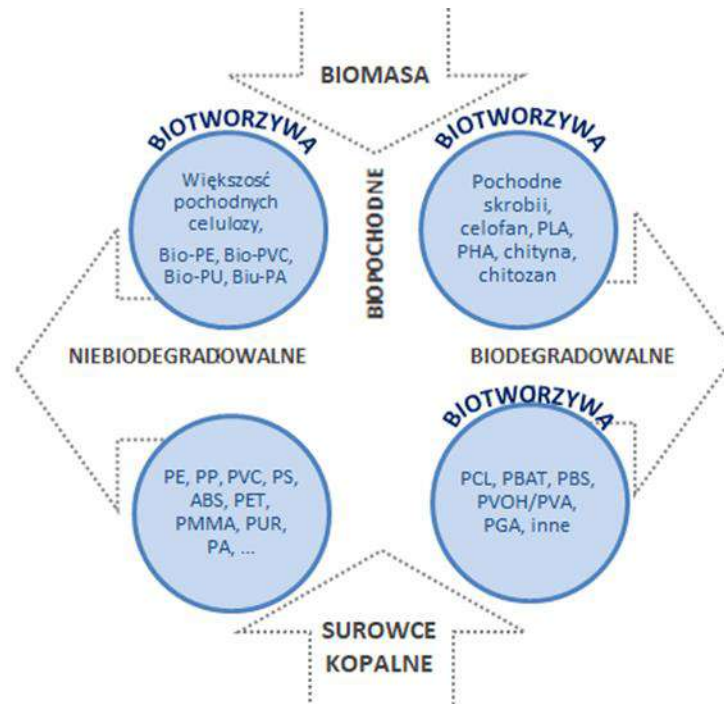 BIOMASA
BIOTWORZYWA
Większość
pochodnych
celulozy,
Bio-PE, Bio-PVC,
Bio-PU, Biu-PA
BIOPOCHODNE
BIOTWORZYWA
Pochodne
skrobii,
celofan, PLA,
PHA, chityna,
chitozan
NIEBIODEGRADOWALNE
BIODEGRADOWALNE
PE, PP, PVC, PS,
ABS, PET,
PMMA, PUR,
PA, ...
BIOTWORZYWA
PCL, PBAT, PBS,
PVOH/PVA,
PGA, inne
SUROWCE
KOPALNE